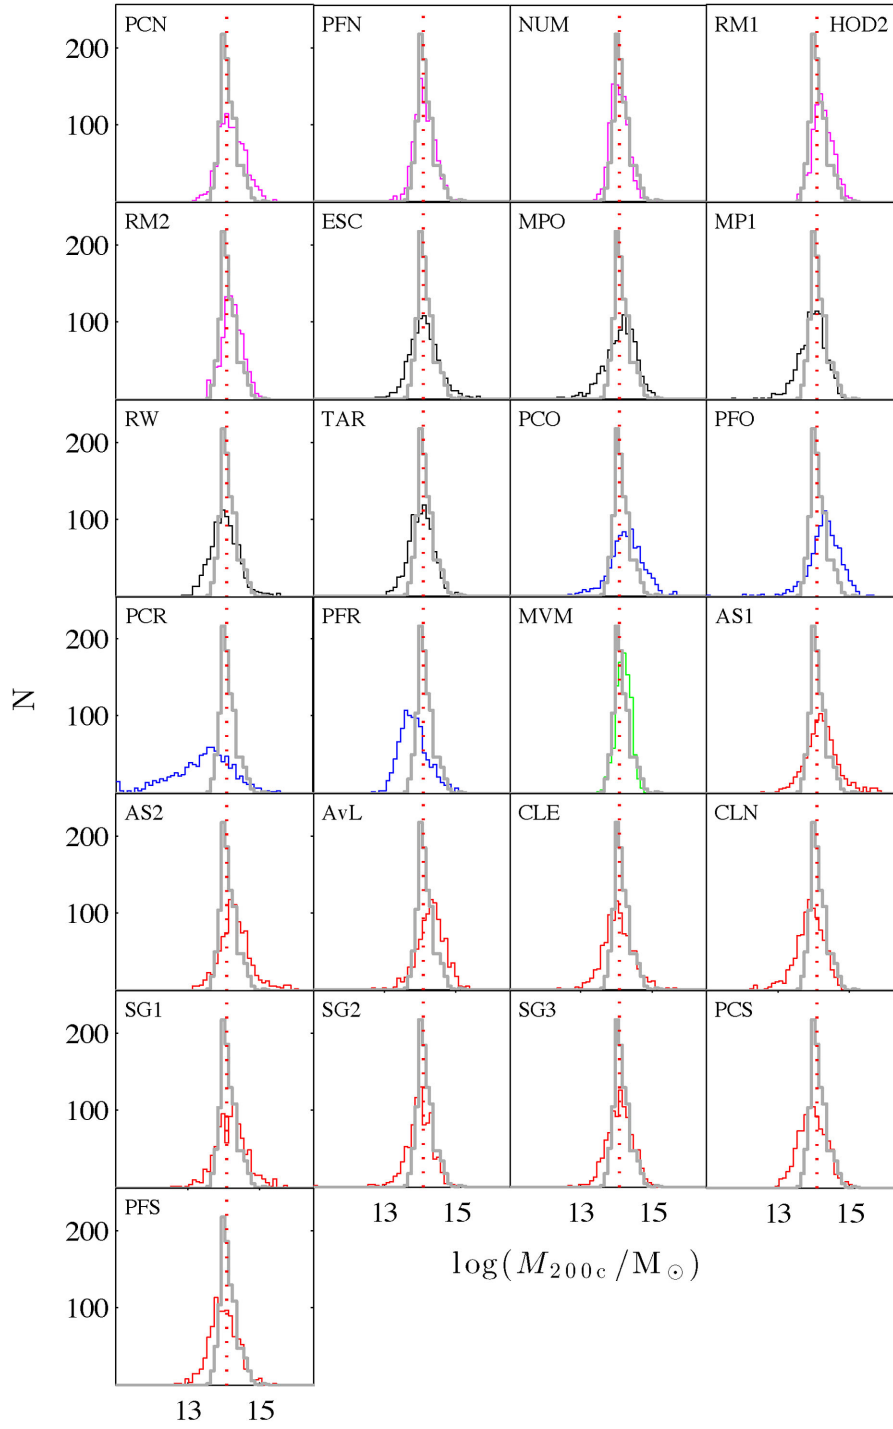 PCN PFN NUM RM1 HOD2
200
100
RM2 ESC MPO MP1
200
100
RW TAR PCO PFO
200
100
PCR PFR MVM AS1
200
100
N
AS2 AvL CLE CLN
200
100
SG1 SG2 SG3 PCS
200
100
13 15 13 15 13 15
PFS
200
100
log(M200c/M⊙)
13 15